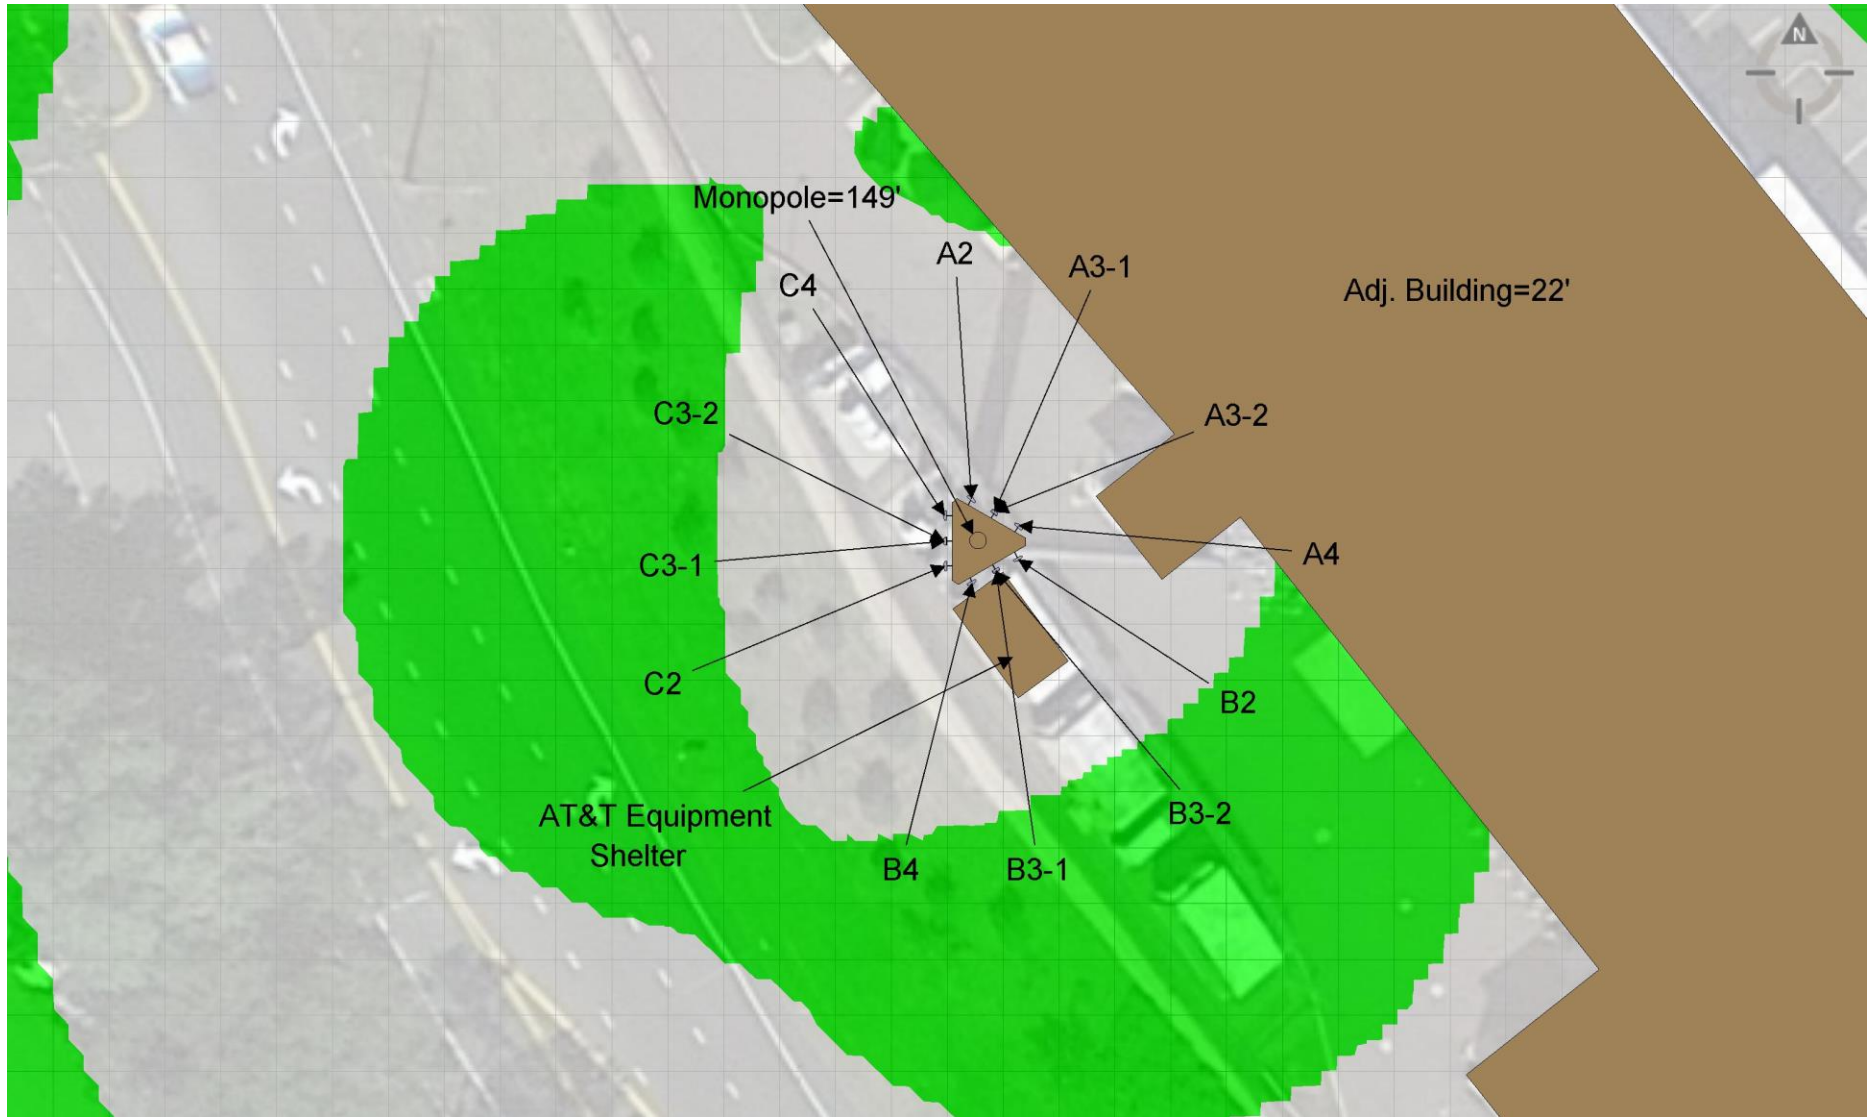 N
Monopole=149'
A2
A3-1
C4
Adj. Building=22'
C3-2
A3-2
C3-1
A4
C2
B2
AT&T Equipment
Shelter
B3-2
B4
B3-1